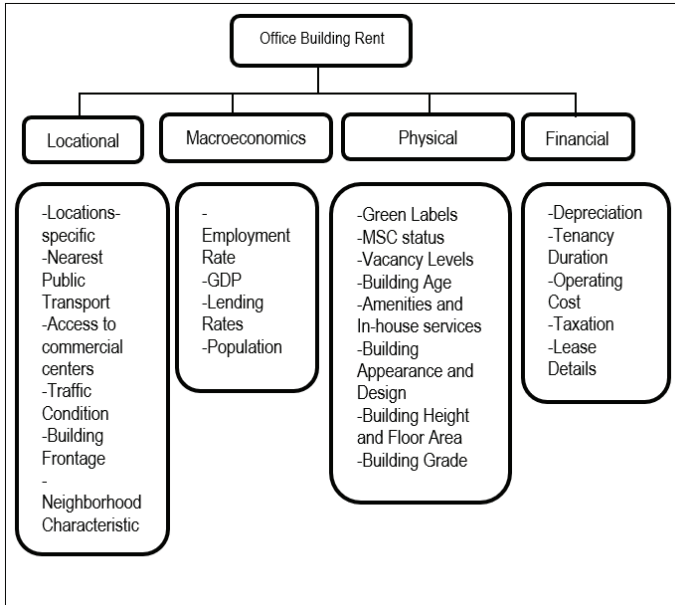 Office Building Rent
Locational
Macroeconomics
Physical
Financial
-Locations-
specific
-Nearest
Public
Transport
-Access to
commercial
centers
-Traffic
Condition
-Building
Frontage
-
Neighborhood
Characteristic
-
Employment
Rate
-GDP
-Lending
Rates
-Population
-Green Labels
-MSC status
-Vacancy Levels
-Building Age
-Amenities and
In-house services
-Building
Appearance and
Design
-Building Height
and Floor Area
-Building Grade
-Depreciation
-Tenancy
Duration
-Operating
Cost
-Taxation
-Lease
Details